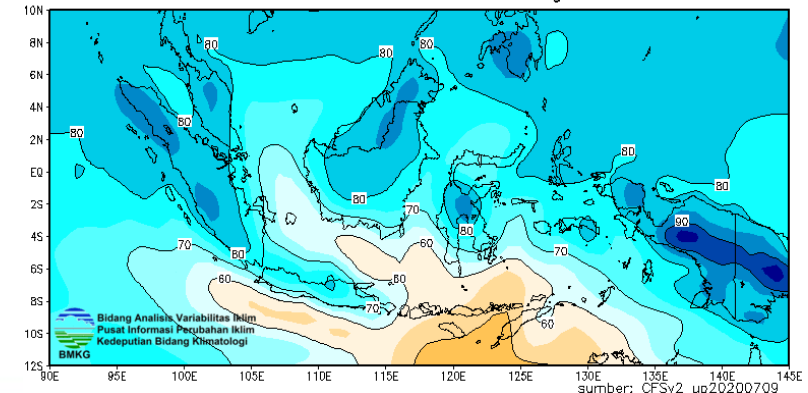 10N
8N
6N
4N
2N
EQ
2S
4S
6S
8S
10S
12S
80
80
80
80
80
80
80
80
70
90
80
70
60
70
80
60
80
70
60
Bidang Analisis Variabilitas Iklim
Pusat Informasi Perubahan Iklim
Kedeputian Bidang Klimatologi
BMKG
90E 95E 100E 105E 110E 115E 120E 125E 130E 135E 140E 145E
sumber: CFSv2 up20200709